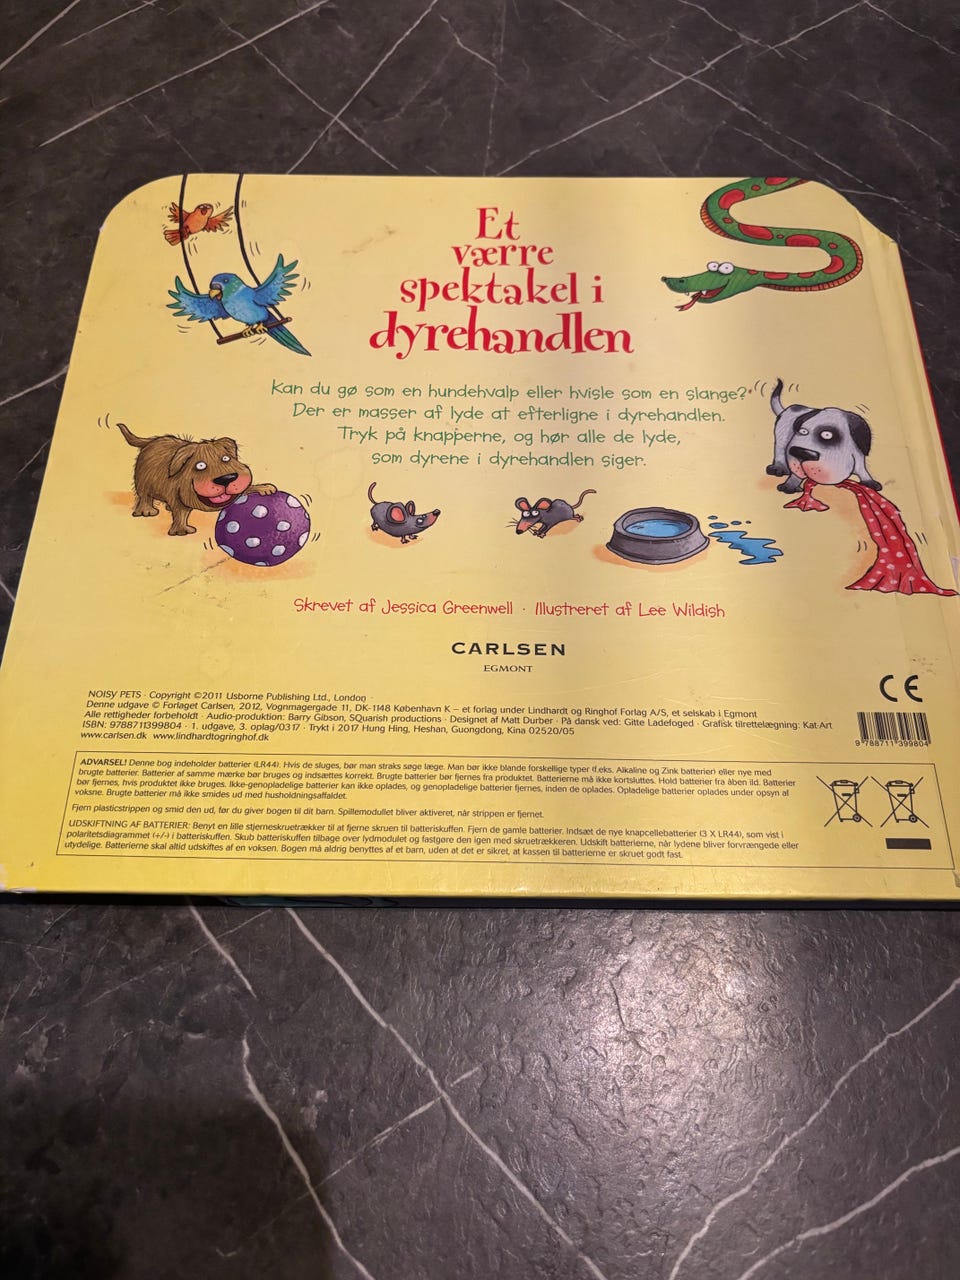 Et
værre
spektakel i
dyrehandlen
Kan du gø som en hundehvalp eller hvisle som en slange?
Der er masser af lyde at efterligne i dyrehandlen.
Tryk på knapperne, og hør alle de lyde,
som dyrene i dyrehandlen siger.
Skrevet af Jessica Greenwell · Illustreret af Lee Wildish
CARLSEN
EGMONT
CE
NOISY PETS · Copyright ©2011 Usborne Publishing Ltd., London ·
Denne udgave © Forlaget Carlsen, 2012, Vognmagergade 11, DK-1148 København K – et forlag under Lindhardt og Ringhof Forlag A/S, et selskab i Egmont
Alle rettigheder forbeholdt · Audio-produktion: Barry Gibson, SQuarish productions · Designet af Matt Durber · På dansk ved: Gitte Ladefoged · Grafisk tilrettelægning: Kat-Art
ISBN: 9788711399804 · 1. udgave, 3. oplag/0317 · Trykt i 2017 Hung Hing, Heshan, Guongdong, Kina 02520/05
www.carlsen.dk www.lindhardtogringhof.dk
9 788711 399804
ADVARSEL! Denne bog indeholder batterier (LR44). Hvis de sluges, bør man straks søge læge. Man bør ikke blande forskellige typer (f.eks. Alkaline og Zink batterier) eller nye med
brugte batterier. Batterier af samme mærke bør bruges og indsættes korrekt. Brugte batterier bør fjernes fra produktet. Batterierne må ikke kortsluttes. Hold batterier fra åben ild. Batterier
bør fjernes, hvis produktet ikke bruges. Ikke-genopladelige batterier kan ikke oplades, og genopladelige batterier fjernes, inden de oplades. Opladelige batterier oplades under opsyn af
voksne. Brugte batterier må ikke smides ud med husholdningsaffaldet.
Fjern plasticstrippen og smid den ud, før du giver bogen til dit barn. Spillemodullet bliver aktiveret, når strippen er fjernet.
UDSKIFTNING AF BATTERIER: Benyt en lille stjerneskruetrækker til at fjerne skruen til batteriskuffen. Fjern de gamle batterier. Indsæt de nye knapcellebatterier (3 X LR44), som vist i
polaritetsdiagrammet (+/-) i batteriskuffen. Skub batteriskuffen tilbage over lydmodulet og fastgøre den igen med skruetrækkeren. Udskift batterierne, når lydene bliver forvrængede eller
utydelige. Batterierne skal altid udskiftes af en voksen. Bogen må aldrig benyttes af et barn, uden at det er sikret, at kassen til batterierne er skruet godt fast.